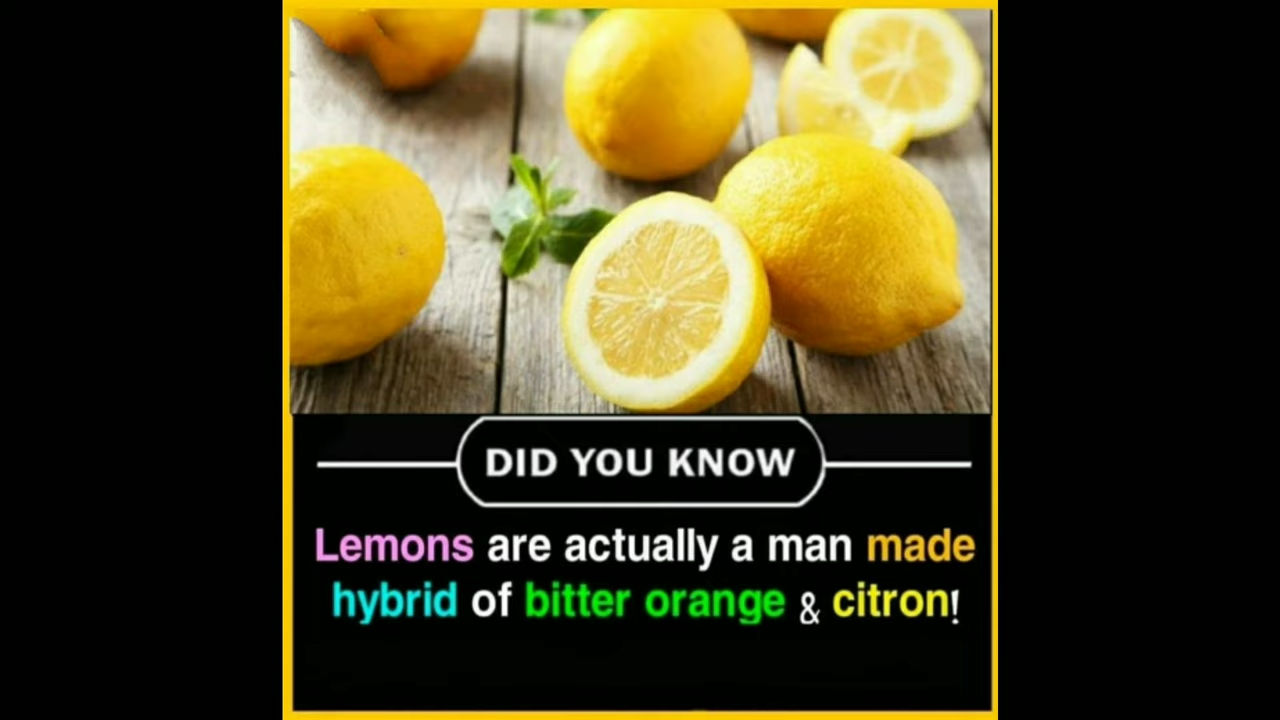 DID YOU KNOW
Lemons are actually a man made
hybrid of bitter orange & citron!